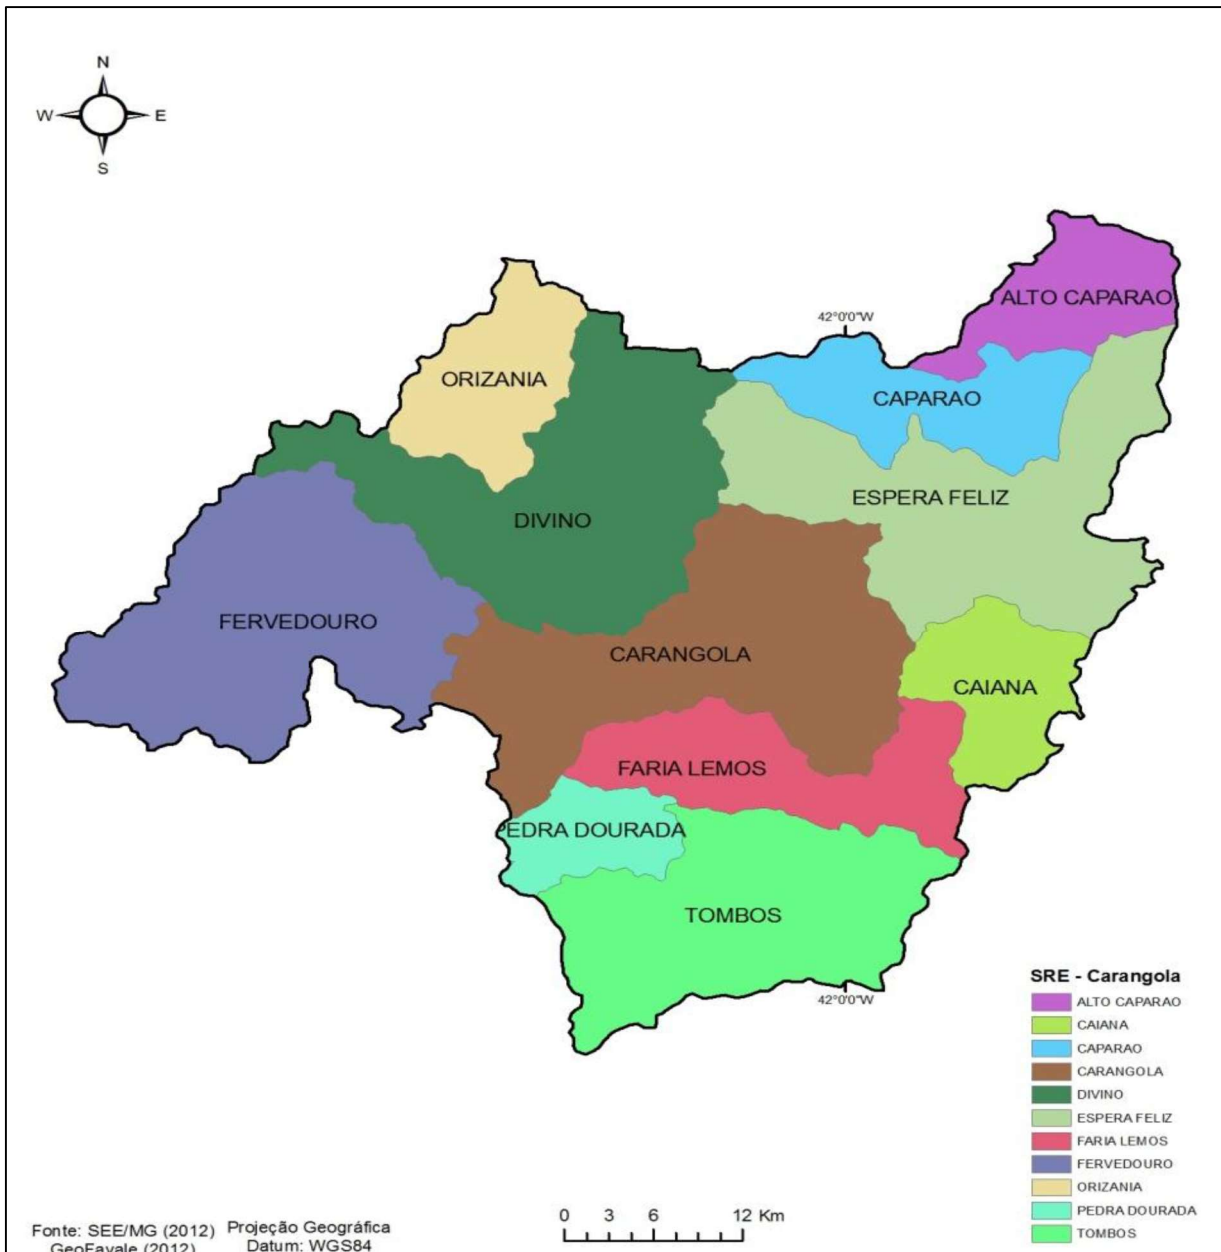 N
W E
S
ALTO CAPARAO
42°0'0"W
ORIZANIA
CAPARAO
ESPERA FELIZ
DIVINO
FERVEDOURO
CARANGOLA
CAIANA
FARIA LEMOS
PEDRA DOURADA
TOMBOS
42°0'0"W
SRE - Carangola
ALTO CAPARAO
CAIANA
CAPARAO
CARANGOLA
DIVINO
ESPERA FELIZ
FARIA LEMOS
FERVEDOURO
ORIZANIA
PEDRA DOURADA
TOMBOS
0 3 6 12 Km
Fonte: SEE/MG (2012)
GeoFavale (2012)
Projeção Geográfica
Datum: WGS84